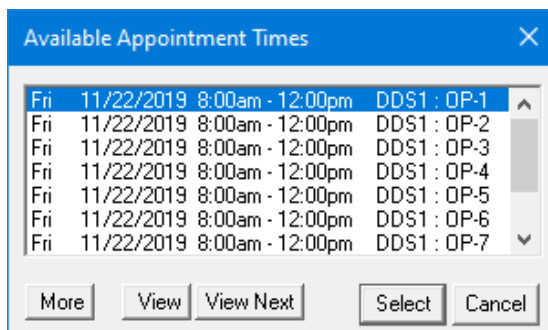 Available Appointment Times
Fri 11/22/2019 8:00am - 12:00pm DDS1 : OP-1
Fri 11/22/2019 8:00am - 12:00pm DDS1 : OP-2
Fri 11/22/2019 8:00am - 12:00pm DDS1 : OP-3
Fri 11/22/2019 8:00am - 12:00pm DDS1 : OP-4
Fri 11/22/2019 8:00am - 12:00pm DDS1 : OP-5
Fri 11/22/2019 8:00am - 12:00pm DDS1 : OP-6
Fri 11/22/2019 8:00am - 12:00pm DDS1 : OP-7
More View View Next Select Cancel